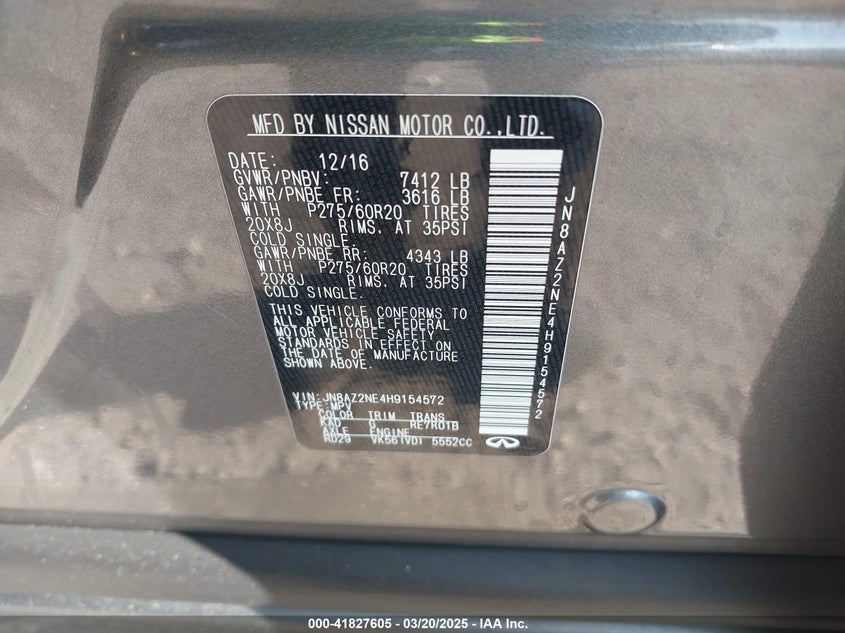 MFD BY NISSAN MOTOR CO.,LTD.
DATE: 12/16
GVWR/PNBV: 7412 LB
GAWR/PNBE FR: 3616 LB
WITH P275/60R20 TIRES
20X8J RIMS. AT 35PSI
COLD SINGLE.
GAWR/PNBE RR: 4343 LB
WITH P275/60R20 TIRES
20X8J RIMS. AT 35PSI
COLD SINGLE.
THIS VEHICLE CONFORMS TO
ALL APPLICABLE FEDERAL
MOTOR VEHICLE SAFETY
STANDARDS IN EFFECT ON
THE DATE OF MANUFACTURE
SHOWN ABOVE.
VIN:JN8AZ2NE4H9154572
TYPE:MPV
COLOR TRIM TRANS
KAD G RE7R01B
AXLE ENGINE
RD29 VK56(VD) 5552CC
JN8AZ2NE4H9154572
000-41827605 - 03/20/2025 - IAA Inc.